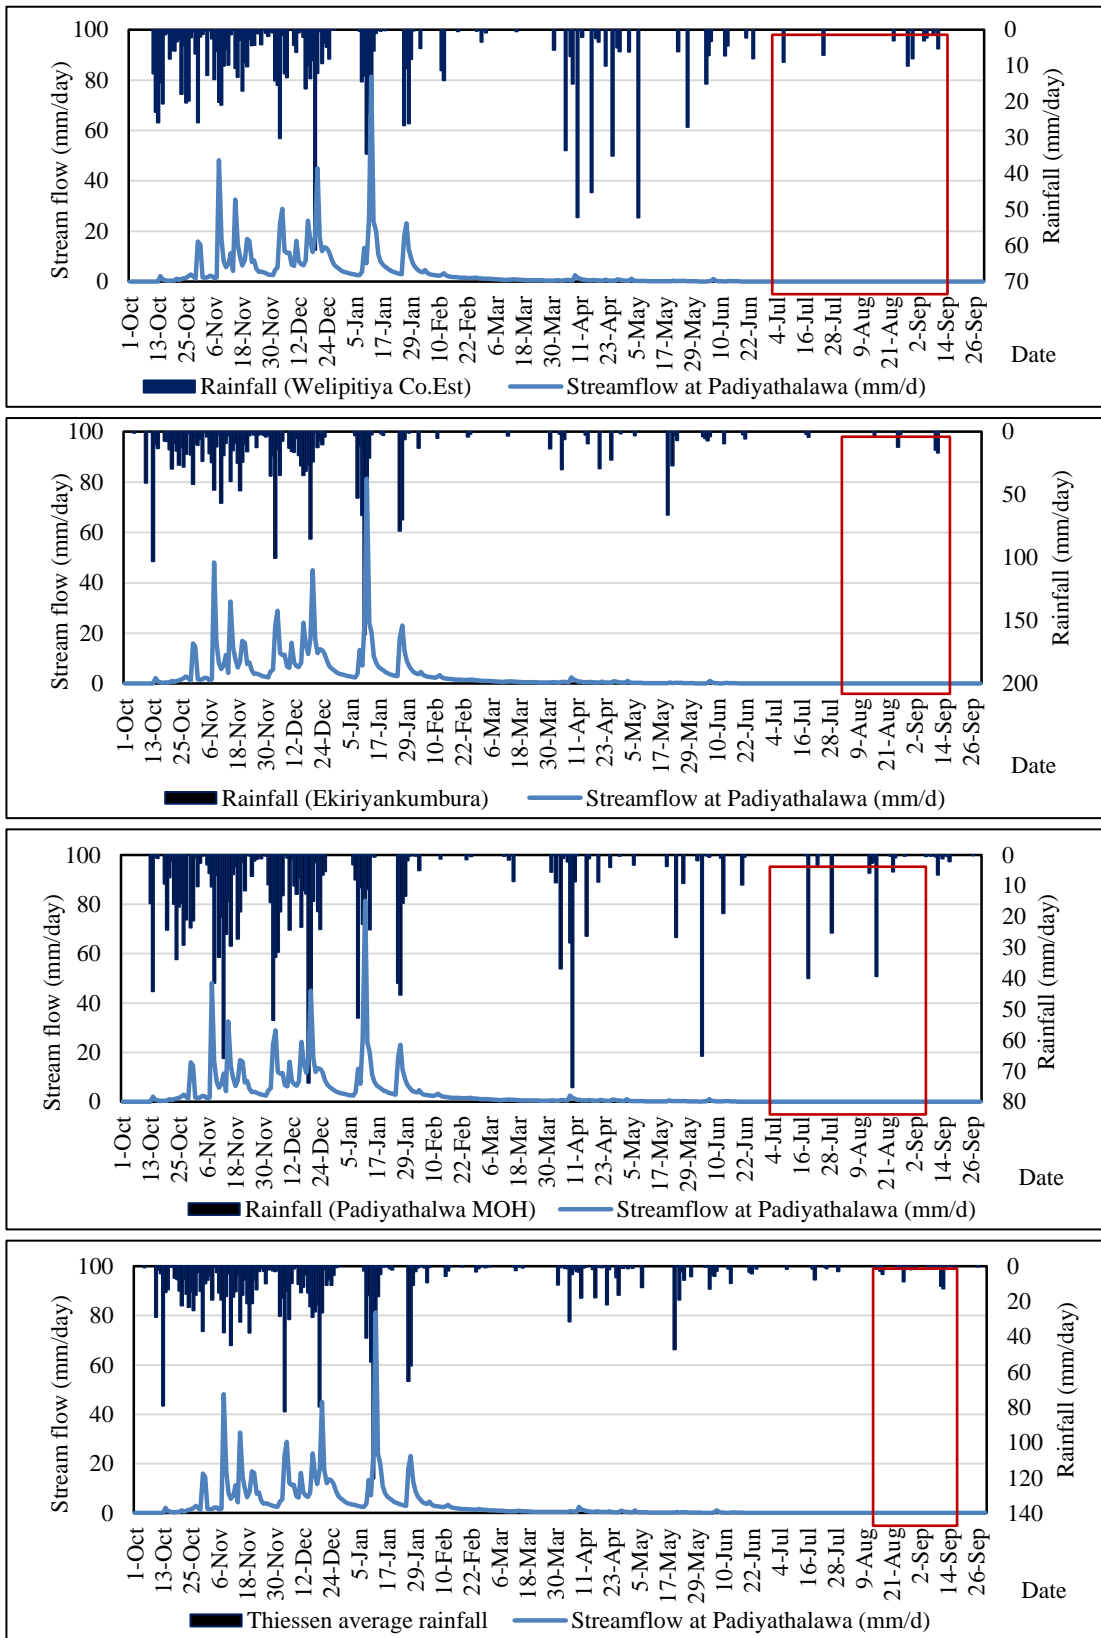 100 80 60 40 20 0
Stream flow (mm/day)
0 10 20 30 40 50 60 70
Rainfall (mm/day)
1-Oct 13-Oct 25-Oct 6-Nov 18-Nov 30-Nov 12-Dec 24-Dec 5-Jan 17-Jan 29-Jan 10-Feb 22-Feb 6-Mar 18-Mar 30-Mar 11-Apr 23-Apr 5-May 17-May 29-May 10-Jun 22-Jun 4-Jul 16-Jul 28-Jul 9-Aug 21-Aug 2-Sep 14-Sep 26-Sep
Date
Rainfall (Welipitiya Co.Est) Streamflow at Padiyathalawa (mm/d)
100 80 60 40 20 0
Stream flow (mm/day)
0 50 100 150 200
Rainfall (mm/day)
1-Oct 13-Oct 25-Oct 6-Nov 18-Nov 30-Nov 12-Dec 24-Dec 5-Jan 17-Jan 29-Jan 10-Feb 22-Feb 6-Mar 18-Mar 30-Mar 11-Apr 23-Apr 5-May 17-May 29-May 10-Jun 22-Jun 4-Jul 16-Jul 28-Jul 9-Aug 21-Aug 2-Sep 14-Sep 26-Sep
Date
Rainfall (Ekiriyankumbura) Streamflow at Padiyathalawa (mm/d)
100 80 60 40 20 0
Stream flow (mm/day)
0 10 20 30 40 50 60 70 80
Rainfall (mm/day)
1-Oct 13-Oct 25-Oct 6-Nov 18-Nov 30-Nov 12-Dec 24-Dec 5-Jan 17-Jan 29-Jan 10-Feb 22-Feb 6-Mar 18-Mar 30-Mar 11-Apr 23-Apr 5-May 17-May 29-May 10-Jun 22-Jun 4-Jul 16-Jul 28-Jul 9-Aug 21-Aug 2-Sep 14-Sep 26-Sep
Date
Rainfall (Padiyathalwa MOH) Streamflow at Padiyathalawa (mm/d)
100 80 60 40 20 0
Stream flow (mm/day)
0 20 40 60 80 100 120 140
Rainfall (mm/day)
1-Oct 13-Oct 25-Oct 6-Nov 18-Nov 30-Nov 12-Dec 24-Dec 5-Jan 17-Jan 29-Jan 10-Feb 22-Feb 6-Mar 18-Mar 30-Mar 11-Apr 23-Apr 5-May 17-May 29-May 10-Jun 22-Jun 4-Jul 16-Jul 28-Jul 9-Aug 21-Aug 2-Sep 14-Sep 26-Sep
Date
Thiessen average rainfall Streamflow at Padiyathalawa (mm/d)